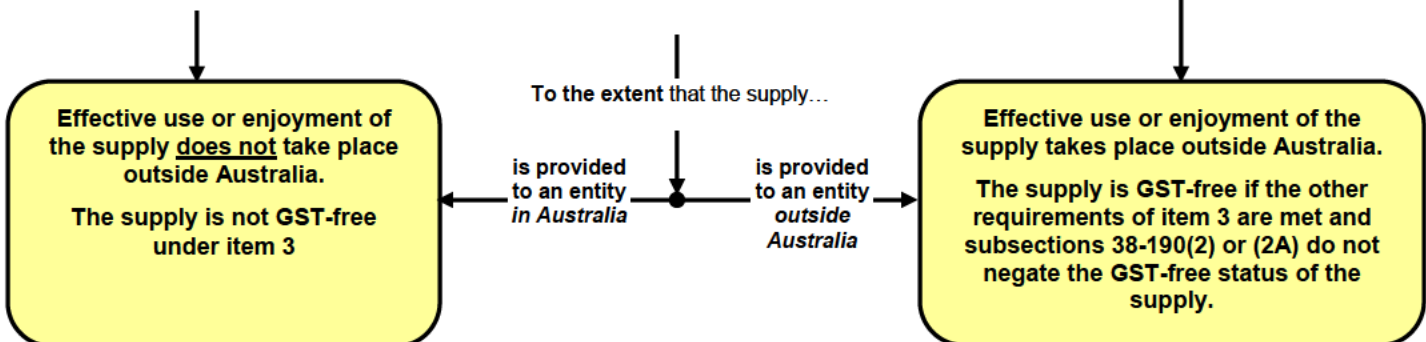 To the extent that the supply...
Effective use or enjoyment of
the supply does not take place
outside Australia.
The supply is not GST-free
under item 3
is provided
to an entity
in Australia
is provided
to an entity
outside
Australia
Effective use or enjoyment of the
supply takes place outside Australia.
The supply is GST-free if the other
requirements of item 3 are met and
subsections 38-190(2) or (2A) do not
negate the GST-free status of the
supply.